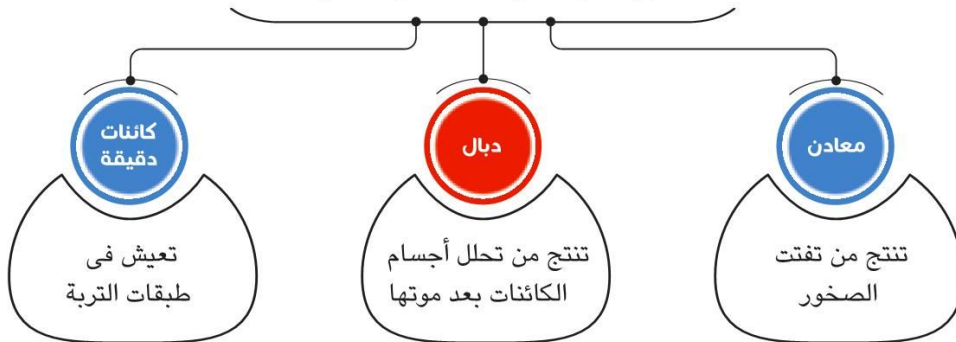 معادن
تنتج من تفتت
الصخور
دبال
تنتج من تحلل أجسام
الكائنات بعد موتها
كائنات
دقيقة
تعيش فى
طبقات التربة